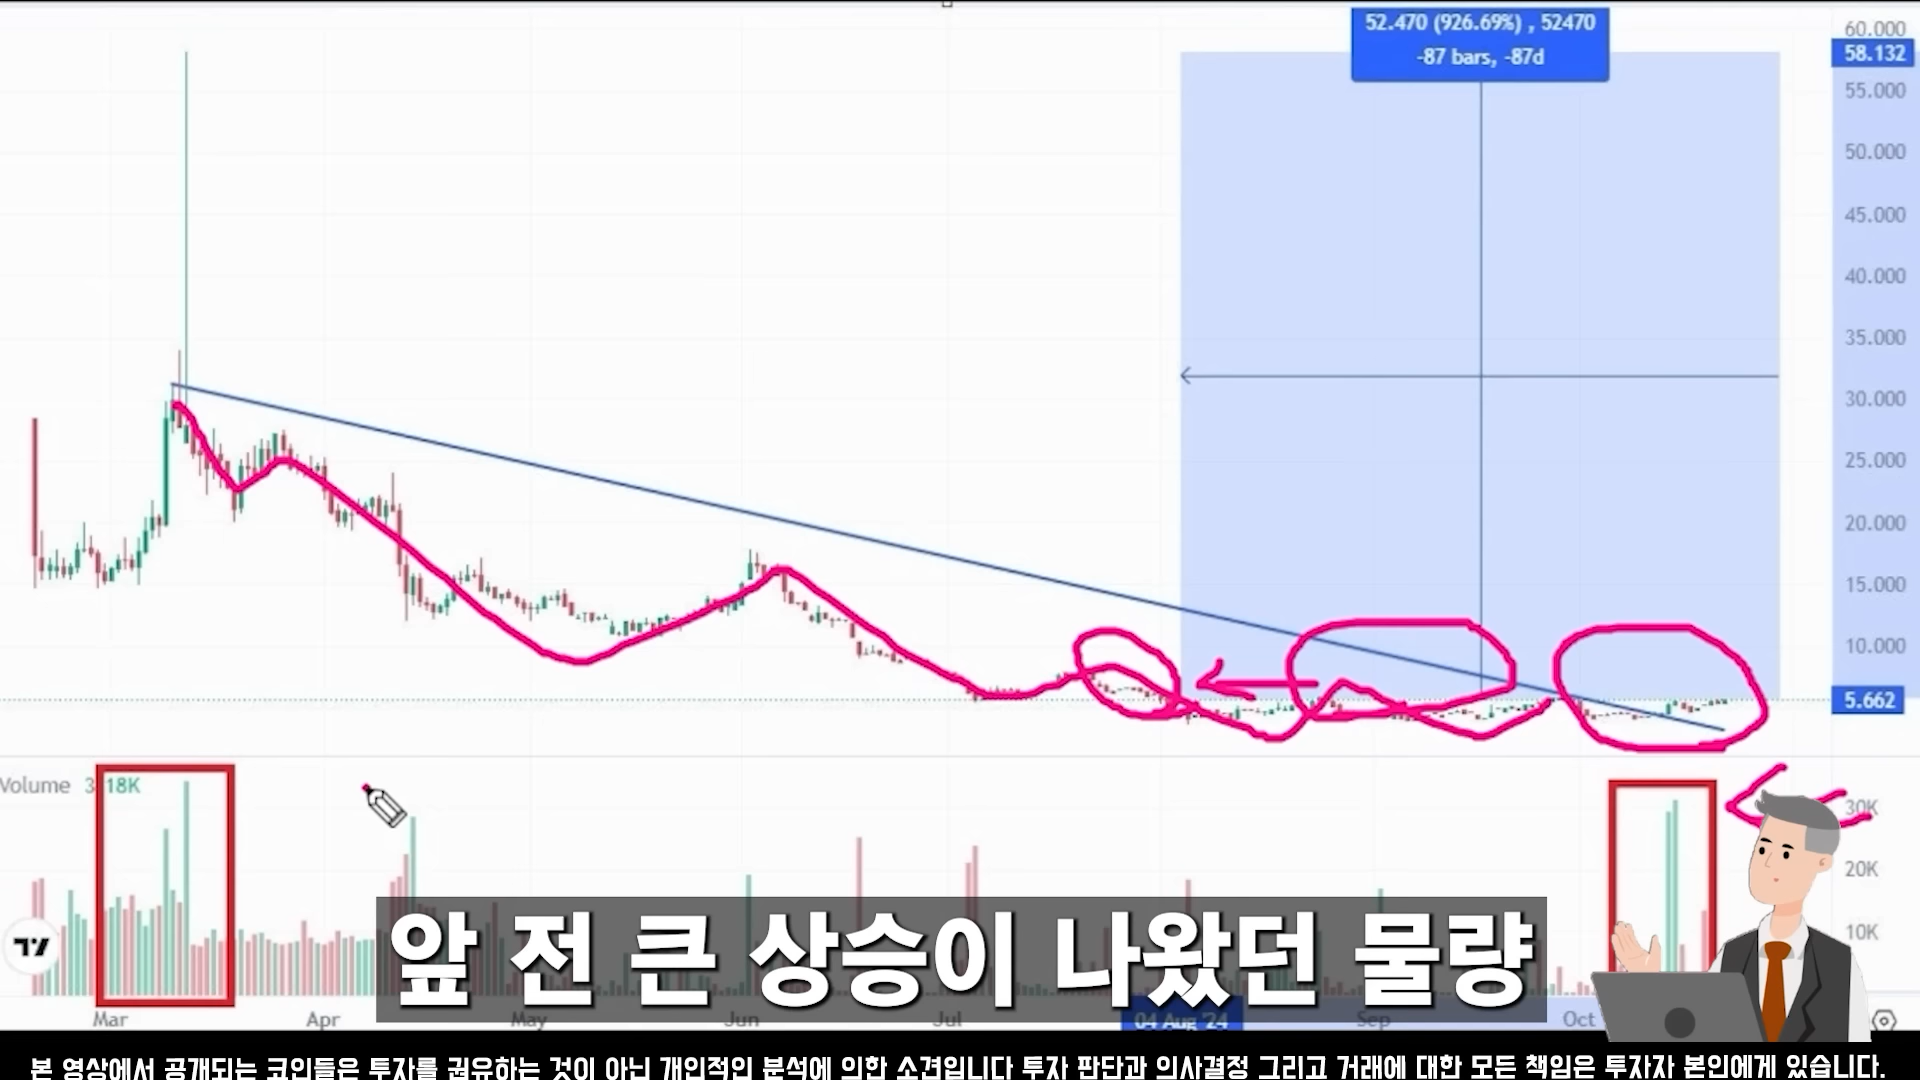 52.470 (926.69%) , 52470
-87 bars, -87d
60.000
58.132
55.000
50.000
45.000
40.000
35.000
30.000
25.000
20.000
15.000
10.000
5.662
Volume 3 18K
30K
20K
10K
앞 전 큰 상승이 나왔던 물량
Mar Apr May Jun Jul 04 Aug '24 Sep Oct
본 영상에서 공개되는 코인들은 투자를 권유하는 것이 아닌 개인적인 분석에 의한 소견입니다 투자 판단과 의사결정 그리고 거래에 대한 모든 책임은 투자자 본인에게 있습니다.